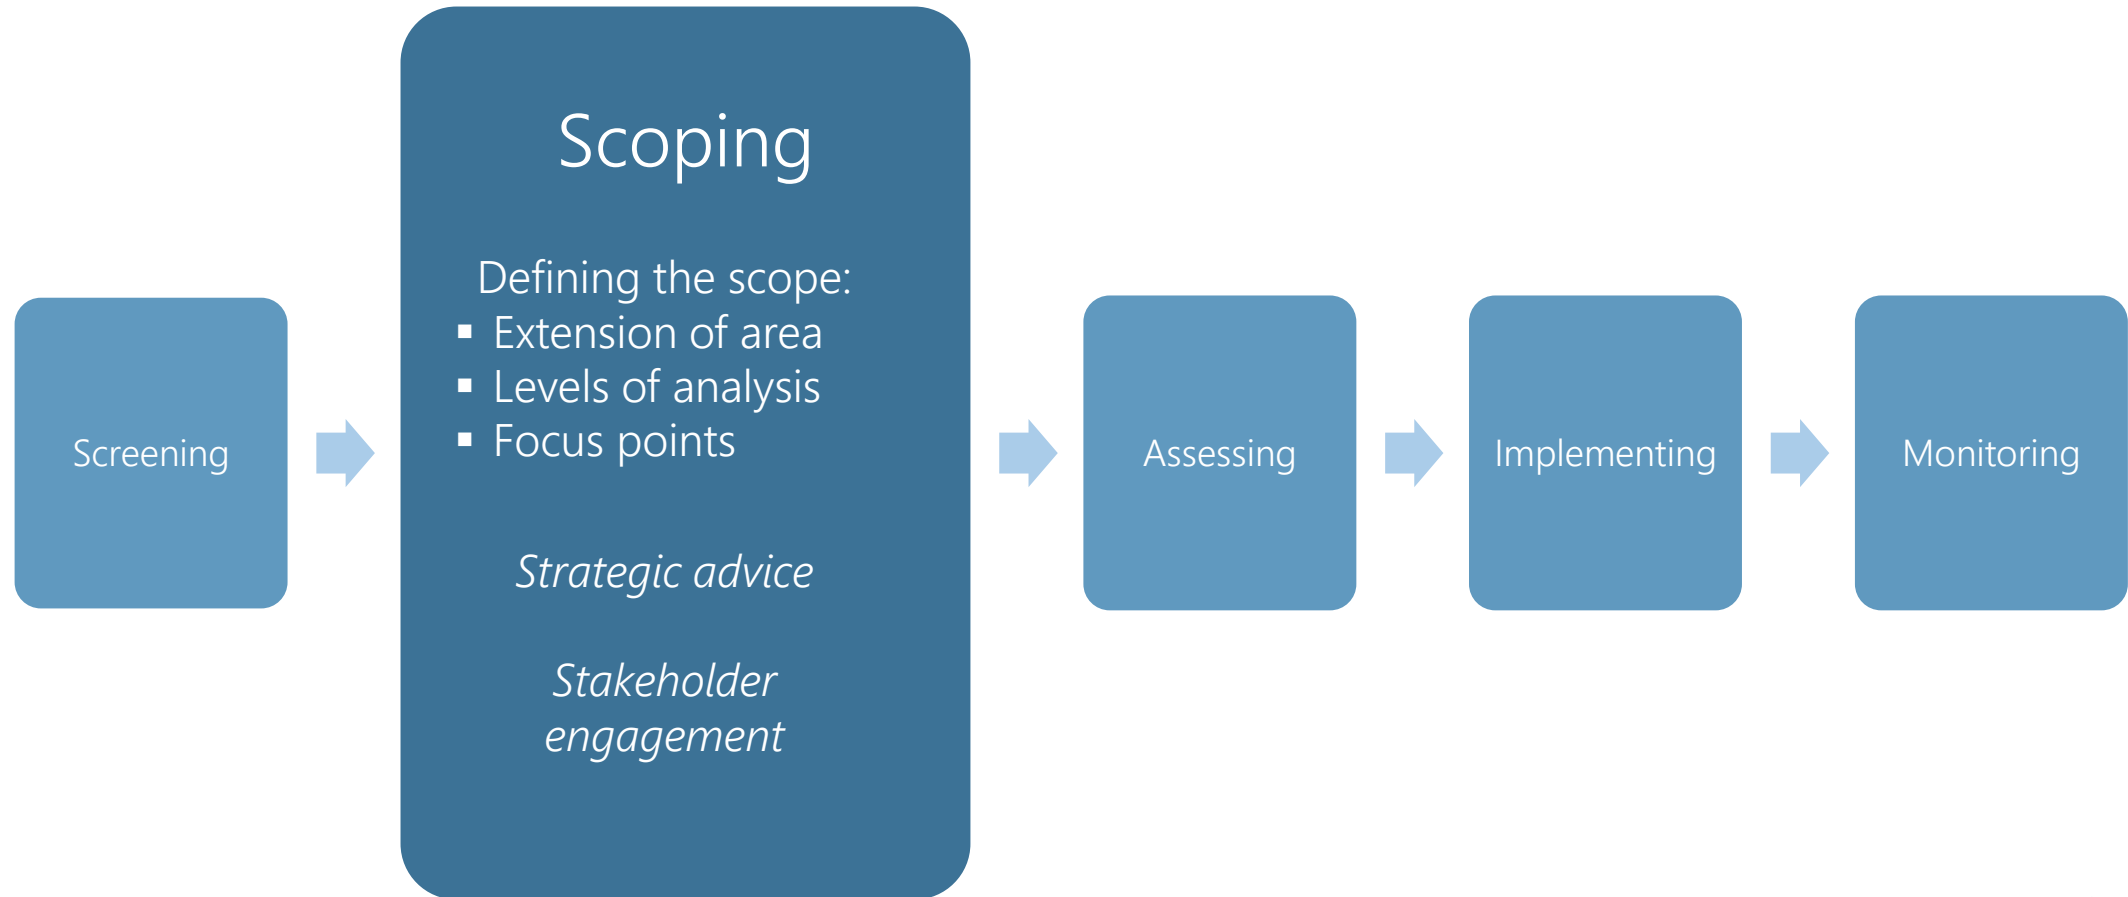 Screening
Scoping
Defining the scope:
▪ Extension of area
▪ Levels of analysis
▪ Focus points
Strategic advice
Stakeholder
engagement
Assessing
Implementing
Monitoring